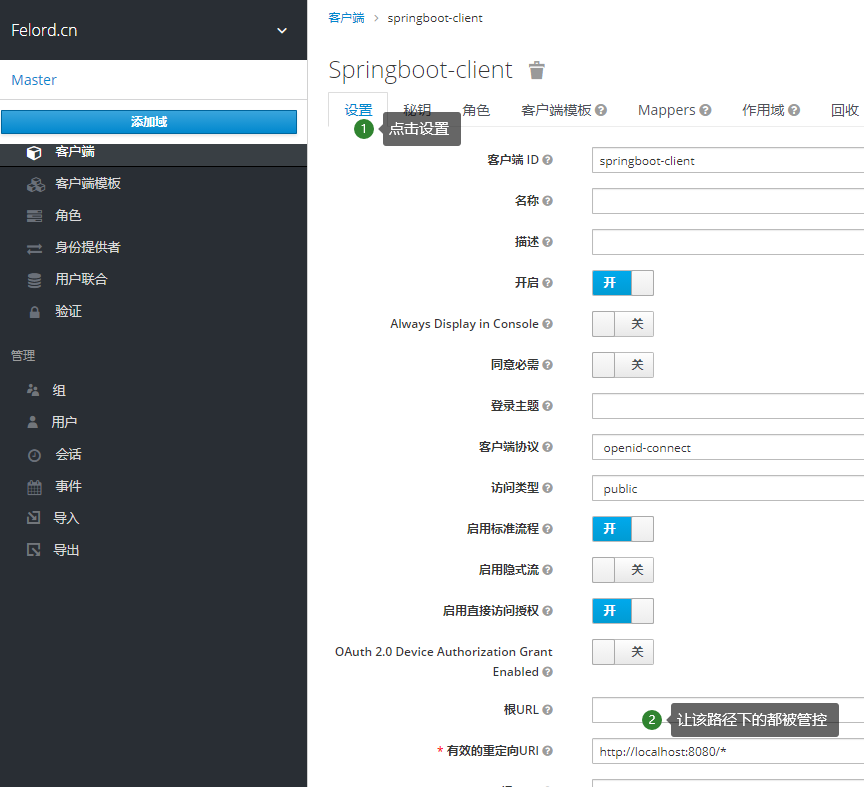 Felord.cn
Master
添加域
客户端
客户端模板
角色
身份提供者
用户联合
验证
管理
组
用户
会话
事件
导入
导出
客户端 > springboot-client
Springboot-client
设置 秘钥 角色 客户端模板 Mappers 作用域 回收
1 点击设置
客户端 ID springboot-client
名称
描述
开启 开
Always Display in Console 关
同意必需 关
登录主题
客户端协议 openid-connect
访问类型 public
启用标准流程 开
启用隐式流 关
启用直接访问授权 开
OAuth 2.0 Device Authorization Grant
Enabled 关
根URL
2 让该路径下的都被管控
* 有效的重定向URI http://localhost:8080/*